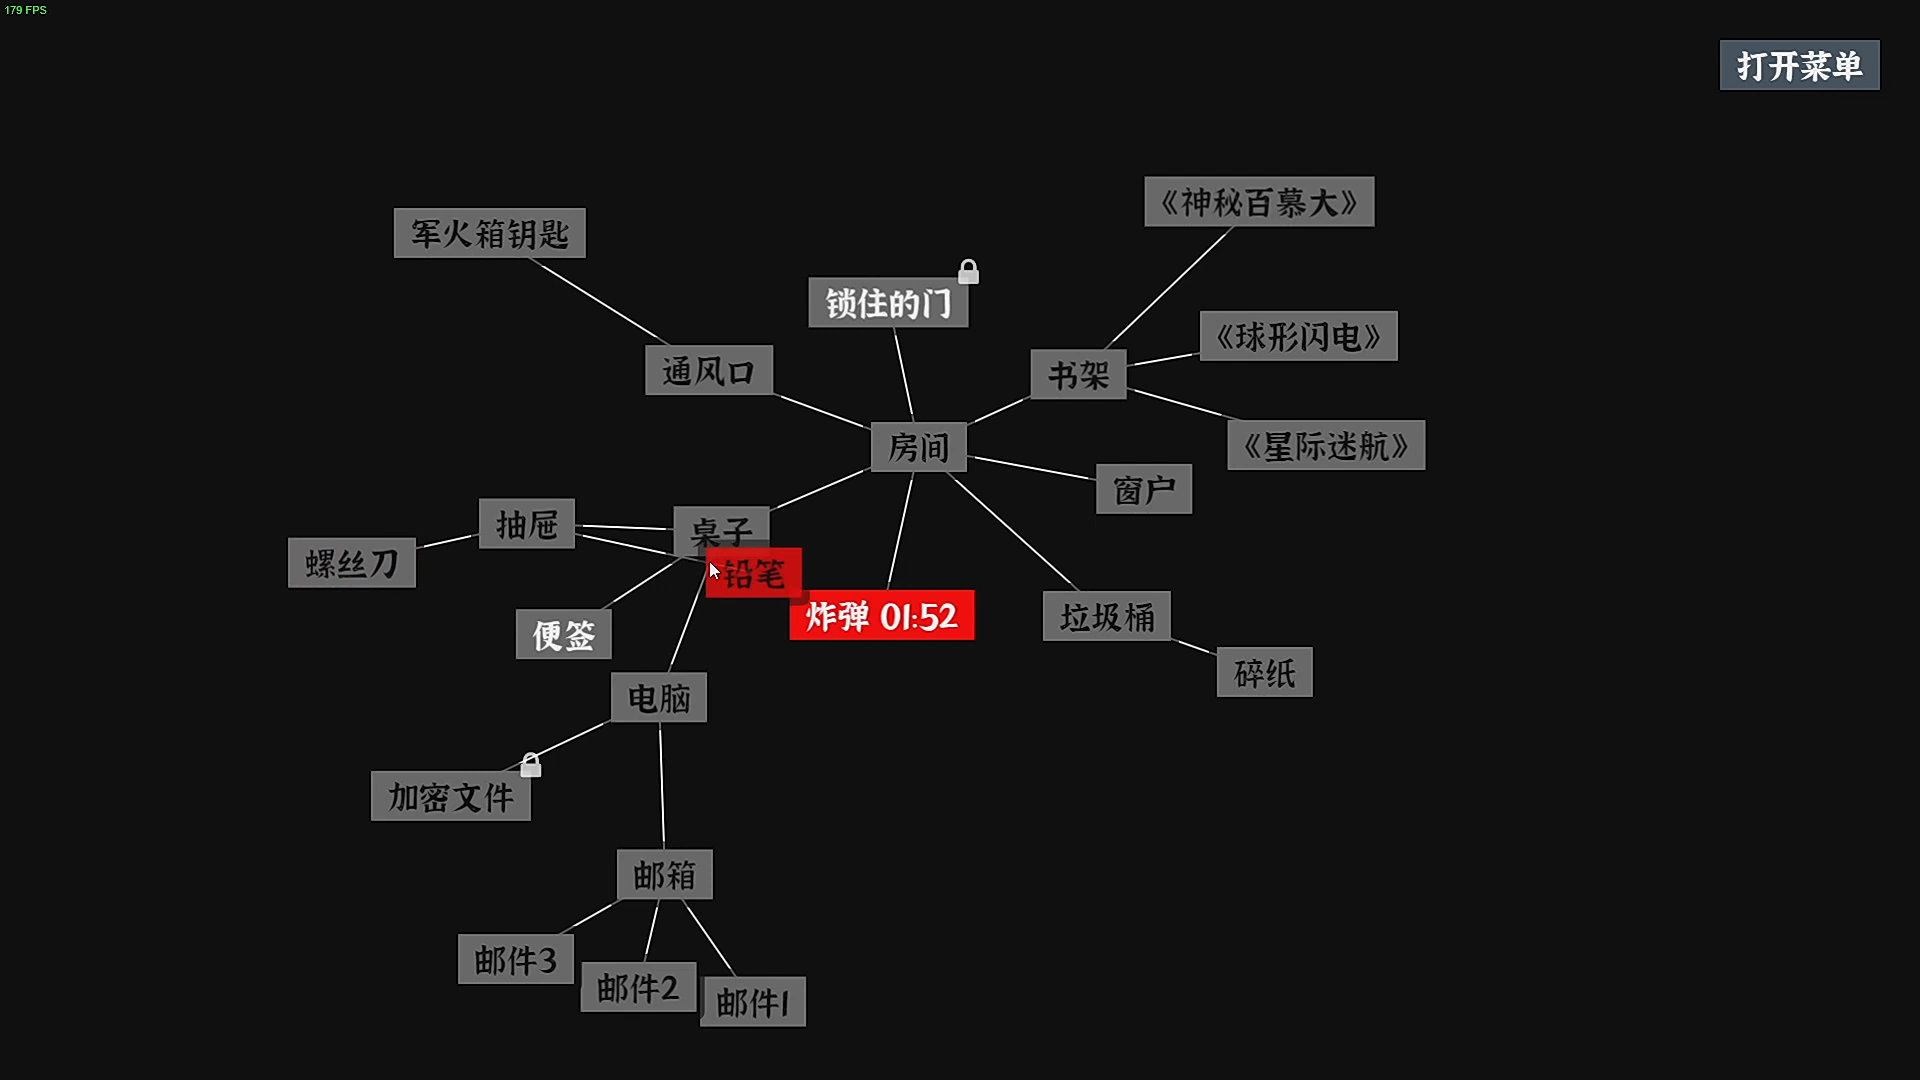 179 FPS
打开菜单
《神秘百慕大》
军火箱钥匙
锁住的门
《球形闪电》
通风口
书架
房间
《星际迷航》
窗户
抽屉
桌子
螺丝刀
铅笔
炸弹 01:52
垃圾桶
便签
碎纸
电脑
加密文件
邮箱
邮件3
邮件2
邮件1